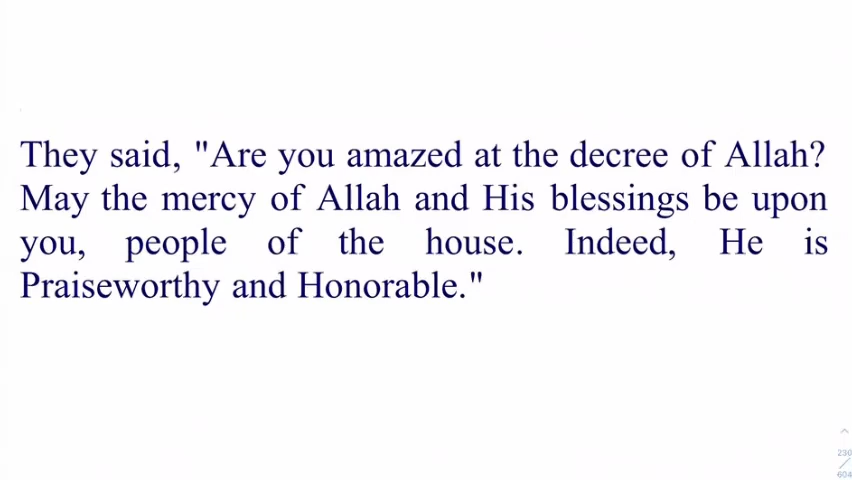 They said, "Are you amazed at the decree of Allah?
May the mercy of Allah and His blessings be upon
you, people of the house. Indeed, He is
Praiseworthy and Honorable."
230
/
604